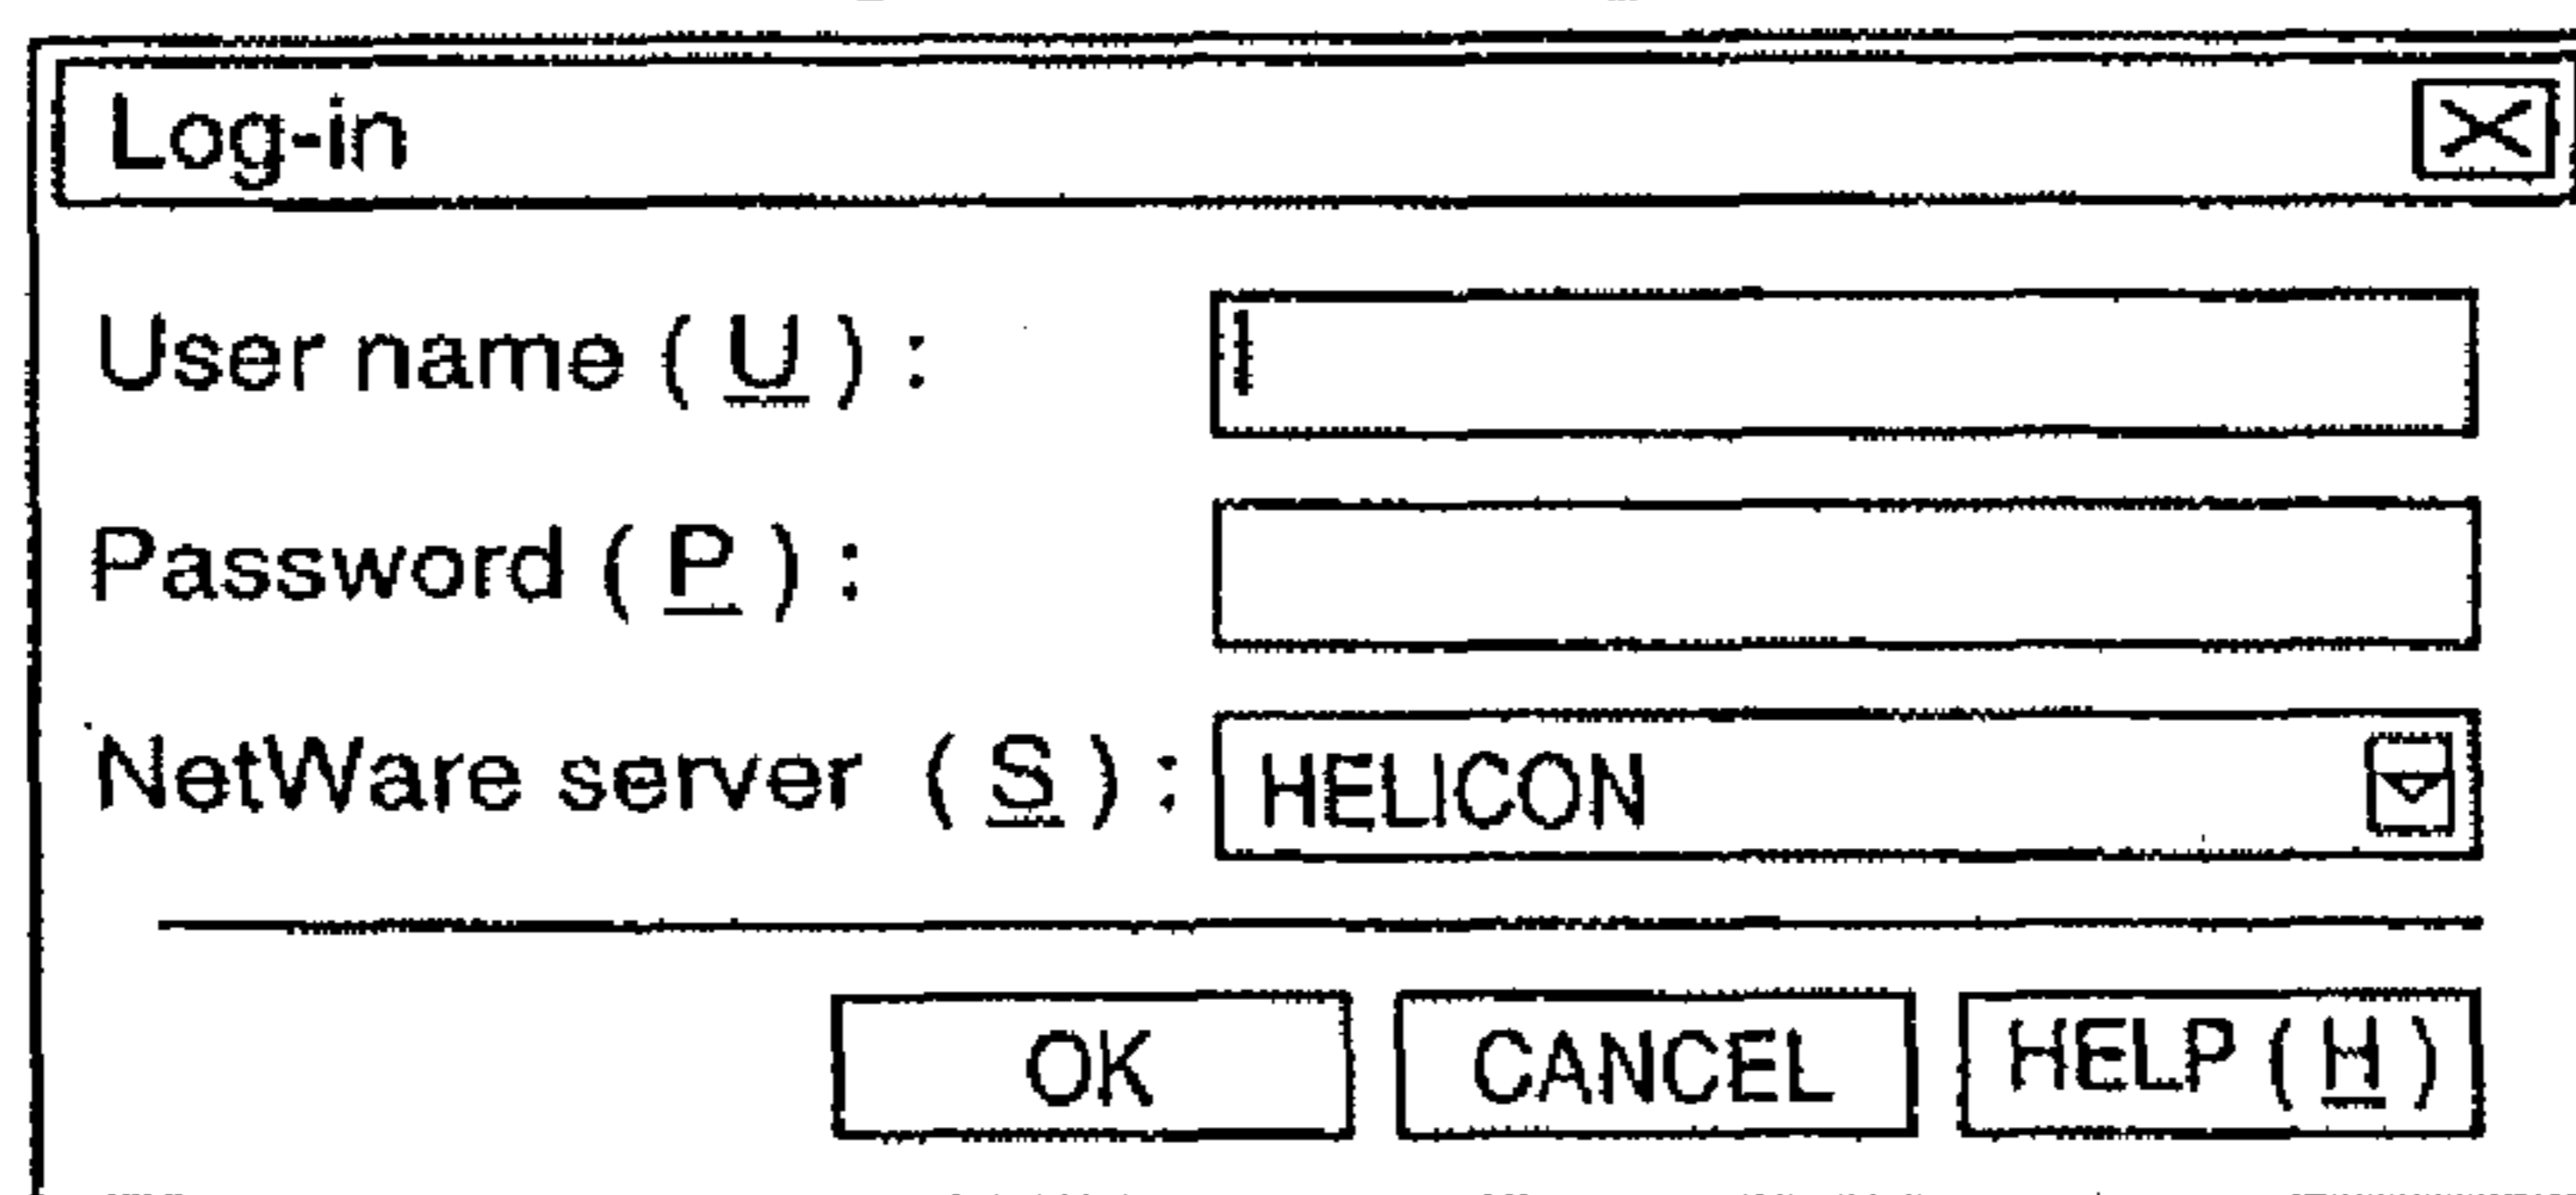 Log-in
User name ( U ) :
Password ( P ) :
NetWare server ( S ) : HELICON
OK CANCEL HELP ( H )